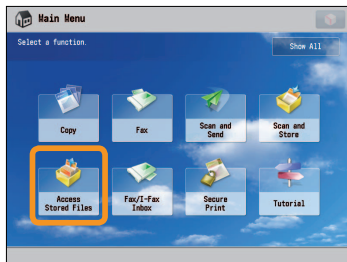 Main Menu
Select a function.
Show All
Copy
Fax
Scan and
Send
Scan and
Store
Access
Stored Files
Fax/I-Fax
Inbox
Secure
Print
Tutorial